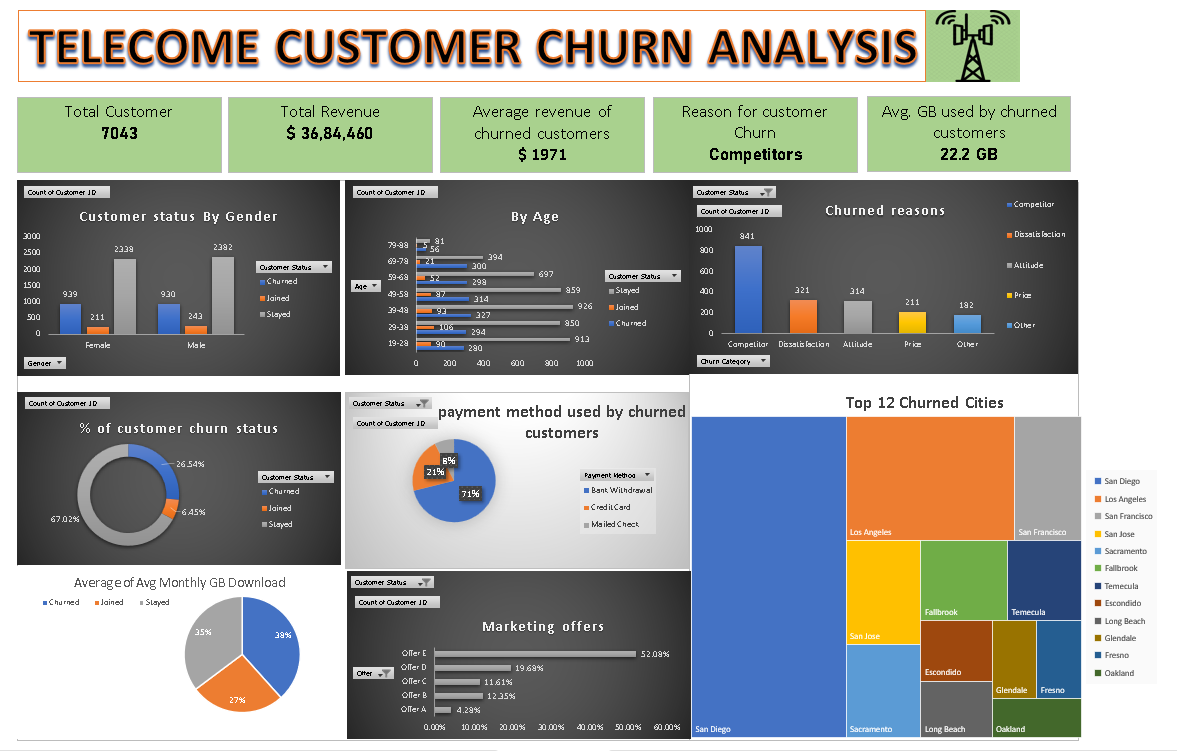 TELECOME CUSTOMER CHURN ANALYSIS
Total Customer
7043
Total Revenue
$ 36,84,460
Average revenue of
churned customers
$ 1971
Reason for customer
Churn
Competitors
Avg. GB used by churned
customers
22.2 GB
Count of Customer ID
Customer status By Gender
3000
2500
2000
1500
1000
500
0
939
211
2338
930
243
2382
Female
Male
Customer Status
Churned
Joined
Stayed
Gender
Count of Customer ID
By Age
79-88
69-78
59-68
49-58
39-48
29-38
19-28
81
5
56
394
21
300
697
52
298
859
87
314
926
93
327
850
106
294
913
90
280
0
200
400
600
800
1000
Age
Customer Status
Stayed
Joined
Churned
Customer Status
Count of Customer ID
Churned reasons
1000
800
600
400
200
0
841
321
314
211
182
Competitor
Dissatisfaction
Attitude
Price
Other
Competitor
Dissatisfaction
Attitude
Price
Other
Churn Category
Count of Customer ID
% of customer churn status
26.54%
6.45%
67.02%
Customer Status
Churned
Joined
Stayed
Customer Status
Count of Customer ID
payment method used by churned
customers
8%
21%
71%
Payment Method
Bank Withdrawal
Credit Card
Mailed Check
Top 12 Churned Cities
San Diego
Los Angeles
San Francisco
San Jose
Fallbrook
Temecula
Sacramento
Escondido
Glendale
Fresno
Long Beach
Oakland
San Diego
Los Angeles
San Francisco
San Jose
Sacramento
Fallbrook
Temecula
Escondido
Long Beach
Glendale
Fresno
Oakland
Average of Avg Monthly GB Download
Churned
Joined
Stayed
35%
38%
27%
Customer Status
Count of Customer ID
Marketing offers
Offer
Offer E
52.08%
Offer D
19.68%
Offer C
11.61%
Offer B
12.35%
Offer A
4.28%
0.00%
10.00%
20.00%
30.00%
40.00%
50.00%
60.00%